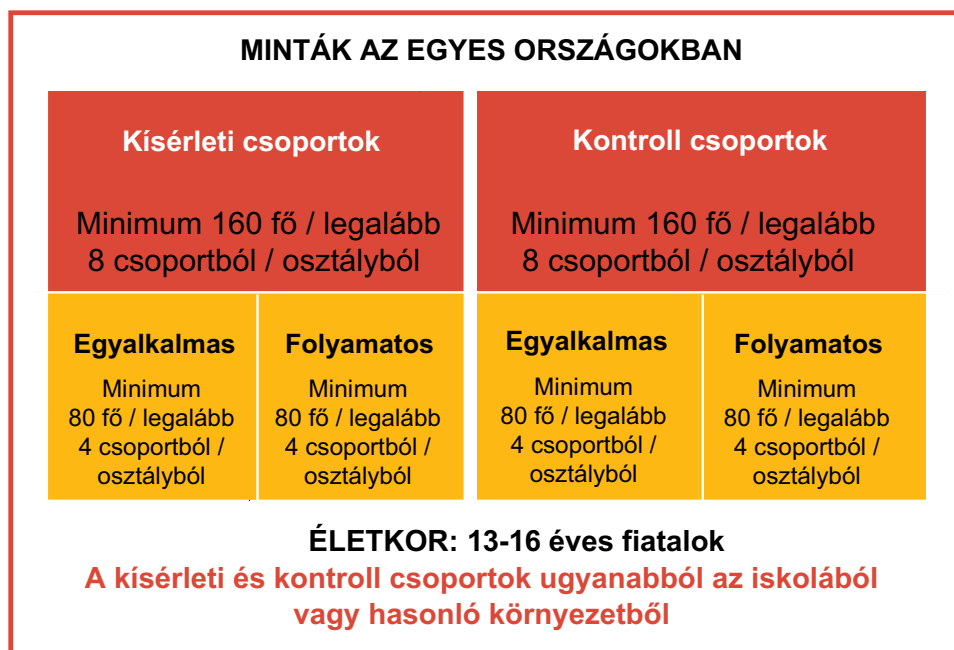 MINTÁK AZ EGYES ORSZÁGOKBAN
Kísérleti csoportok
Minimum 160 fő / legalább
8 csoportból / osztályból
Kontroll csoportok
Minimum 160 fő / legalább
8 csoportból / osztályból
Egyalkalmas
Minimum
80 fő / legalább
4 csoportból /
osztályból
Folyamatos
Minimum
80 fő / legalább
4 csoportból /
osztályból
Egyalkalmas
Minimum
80 fő / legalább
4 csoportból /
osztályból
Folyamatos
Minimum
80 fő / legalább
4 csoportból /
osztályból
ÉLETKOR: 13-16 éves fiatalok
A kísérleti és kontroll csoportok ugyanabból az iskolából
vagy hasonló környezetből